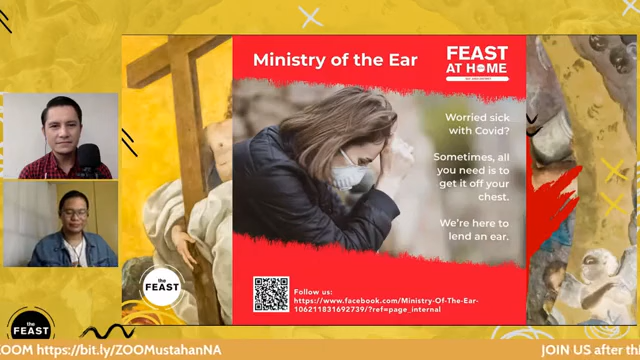 Ministry of the Ear
FEAST
AT HOME
Worried sick
with Covid?
Sometimes, all
you need is to
get it off your
chest.
We're here to
lend an ear.
the
FEAST
Follow us:
https://www.facebook.com/Ministry-Of-The-Ear-
106211831692739/?ref=page_internal
the
FEAST
ZOOM https://bit.ly/ZOOMustahanNA
JOIN US after thi